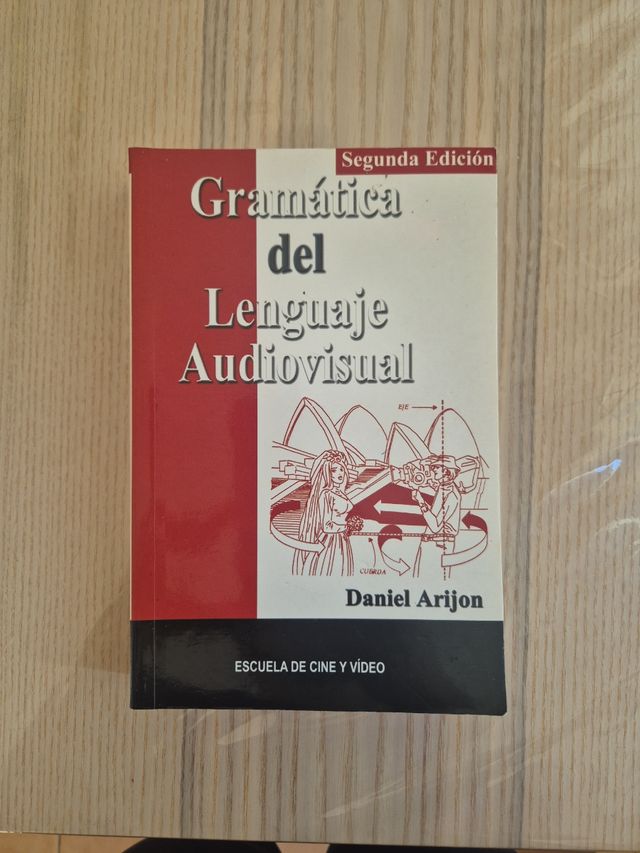 Segunda Edición
Gramática
del
Lenguaje
Audiovisual
EJE
CUERDA
Daniel Arijon
ESCUELA DE CINE Y VÍDEO